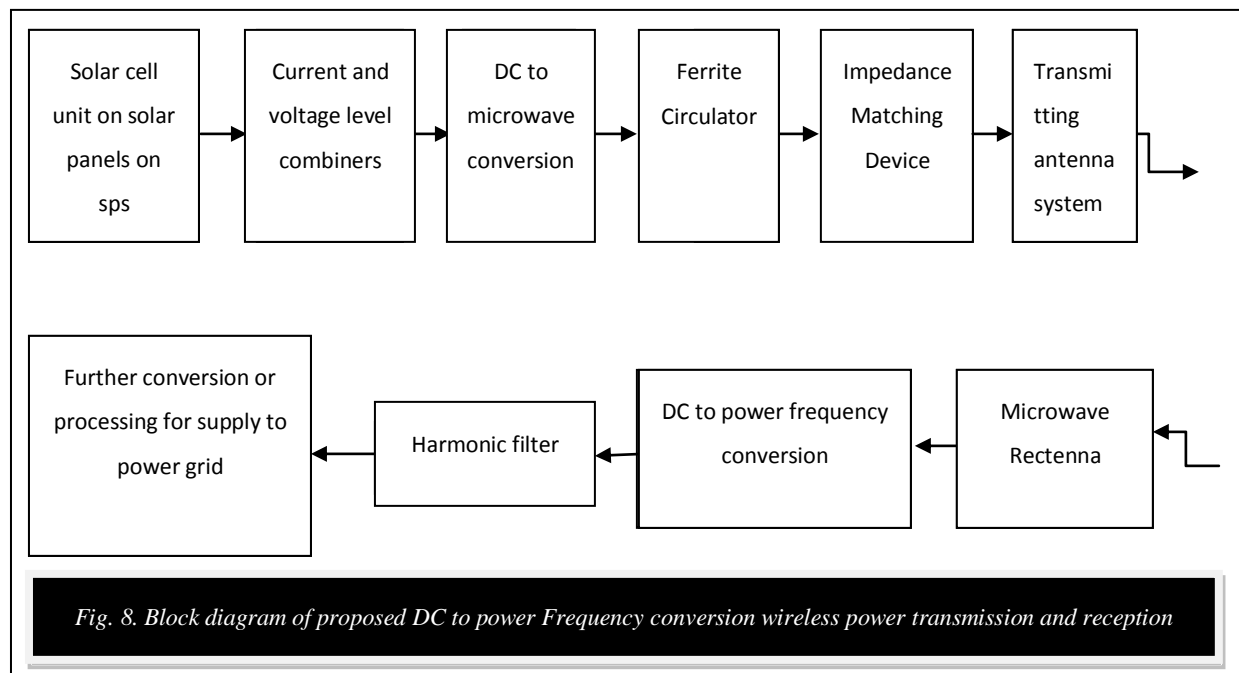 Solar cell
unit on solar
panels on
sps
Current and
voltage level
combiners
DC to
microwave
conversion
Ferrite
Circulator
Impedance
Matching
Device
Transmi
tting
antenna
system
Further conversion or
processing for supply to
power grid
Harmonic filter
DC to power frequency
conversion
Microwave
Rectenna
Fig. 8. Block diagram of proposed DC to power Frequency conversion wireless power transmission and reception